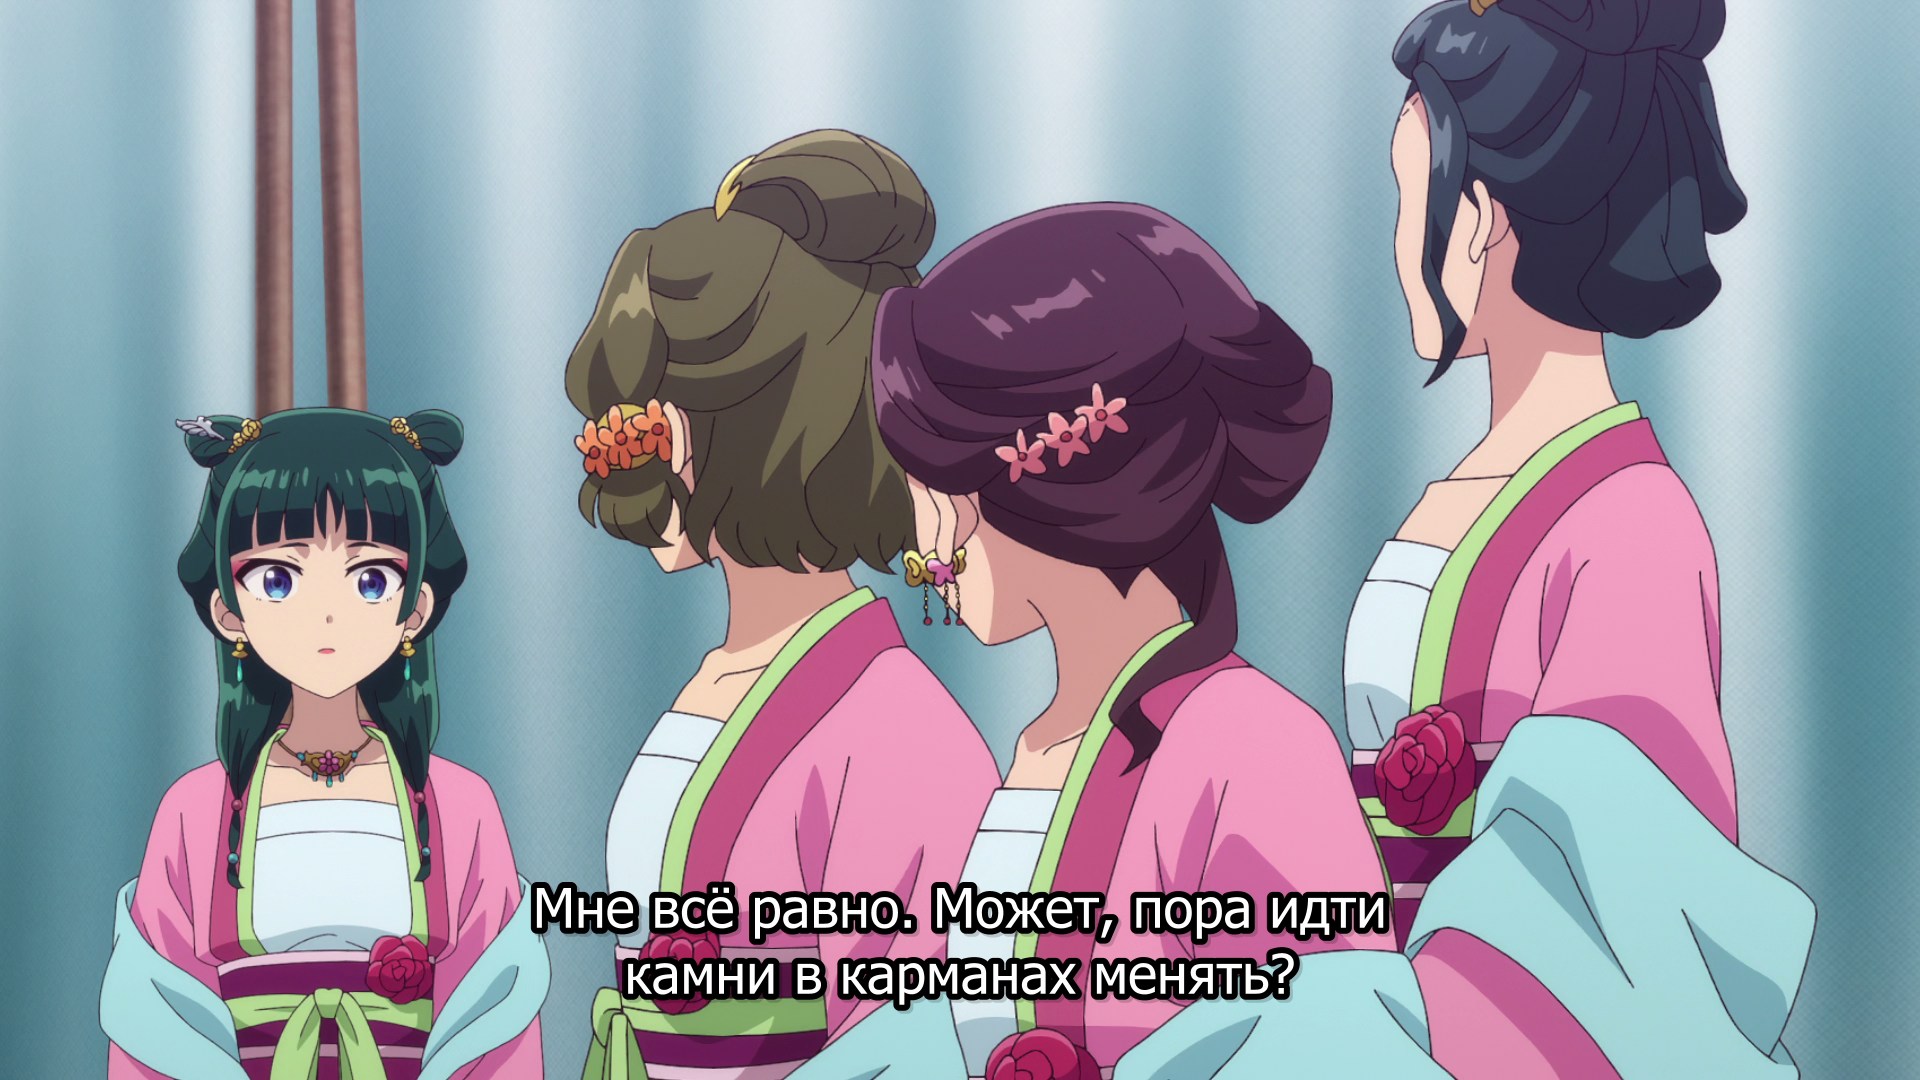 Мне всё равно. Может, пора идти
камни в карманах менять?